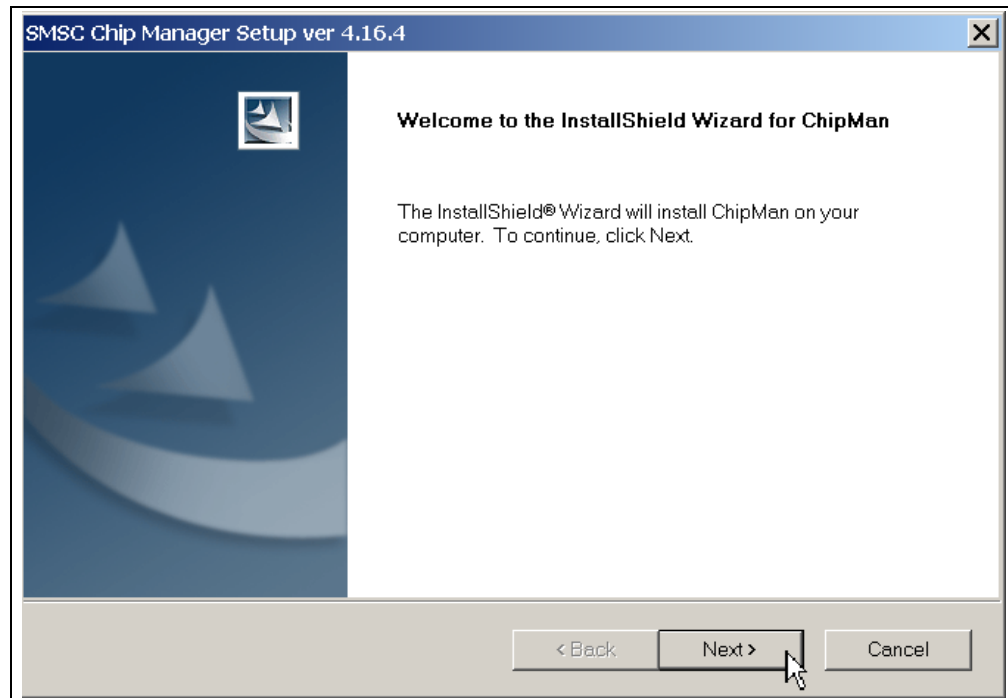 SMSC Chip Manager Setup ver 4.16.4
Welcome to the InstallShield Wizard for ChipMan
The InstallShield® Wizard will install ChipMan on your
computer. To continue, click Next.
< Back
Next >
Cancel